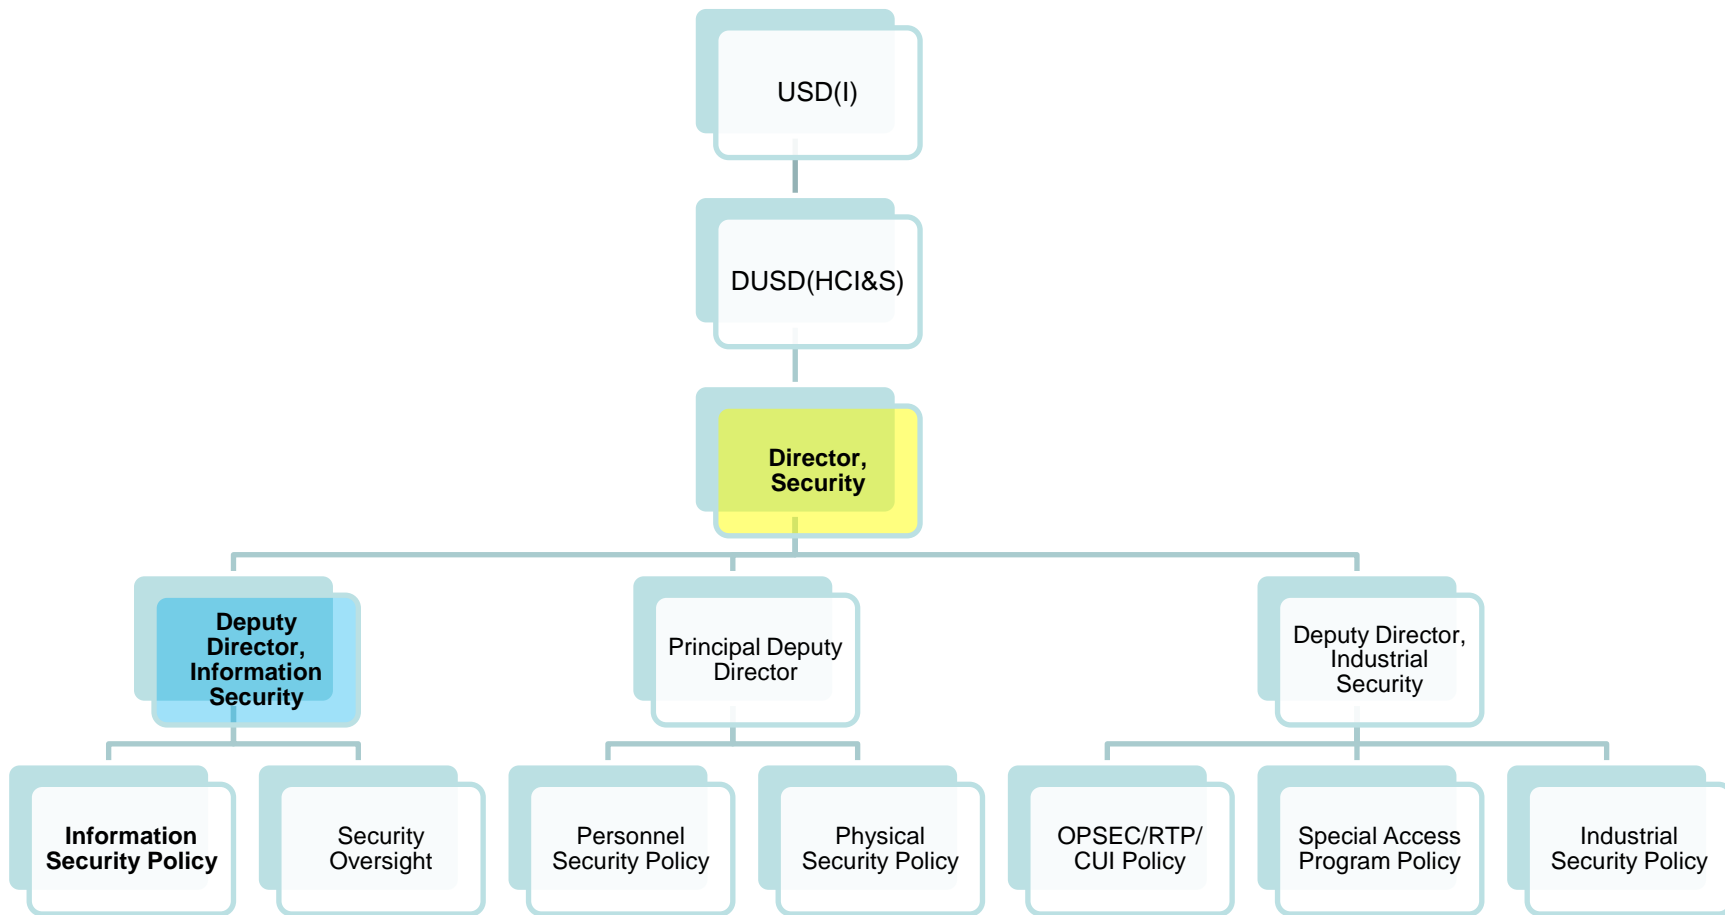 USD(I)
DUSD(HCI&S)
Director,
Security
Deputy
Director,
Information
Security
Principal Deputy
Director
Deputy Director,
Industrial
Security
Information
Security Policy
Security
Oversight
Personnel
Security Policy
Physical
Security Policy
OPSEC/RTP/
CUI Policy
Special Access
Program Policy
Industrial
Security Policy